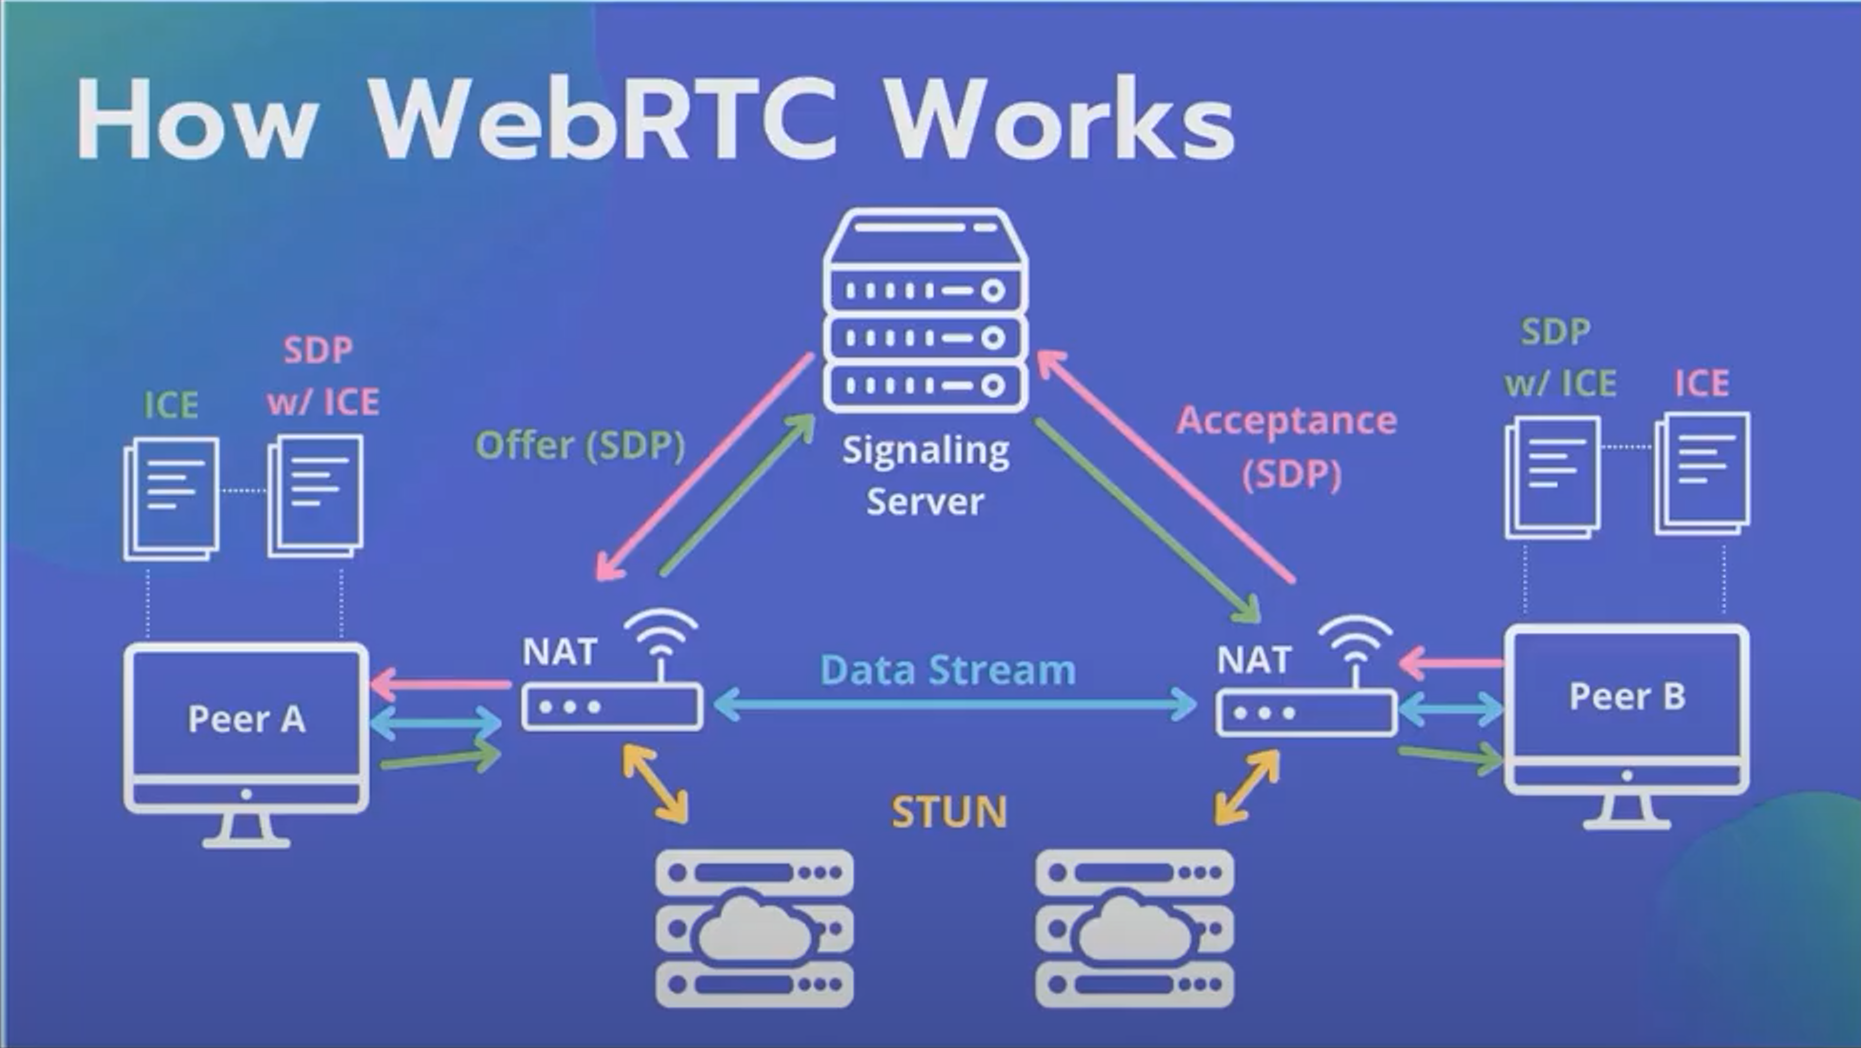 How WebRTC Works
SDP
w/ ICE
ICE
Offer (SDP)
Signaling
Server
Acceptance
(SDP)
SDP
w/ ICE
ICE
Peer A
NAT
Data Stream
NAT
Peer B
STUN